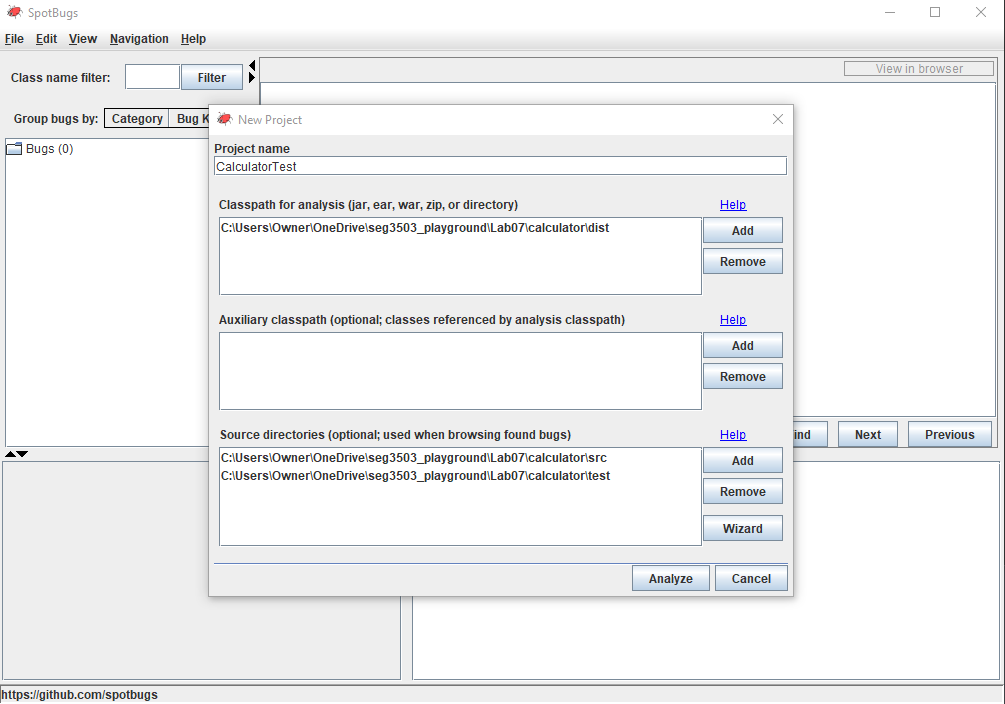 SpotBugs
File Edit View Navigation Help
Class name filter:
Filter
View in browser
Group bugs by:
Category
Bug K
Bugs (0)
New Project
Project name
CalculatorTest
Classpath for analysis (jar, ear, war, zip, or directory)
Help
C:\Users\Owner\OneDrive\seg3503_playground\Lab07\calculator\dist
Add
Remove
Auxiliary classpath (optional; classes referenced by analysis classpath)
Help
Add
Remove
Source directories (optional; used when browsing found bugs)
Help
C:\Users\Owner\OneDrive\seg3503_playground\Lab07\calculator\src
C:\Users\Owner\OneDrive\seg3503_playground\Lab07\calculator\test
Add
Remove
Wizard
Analyze
Cancel
ind
Next
Previous
https://github.com/spotbugs